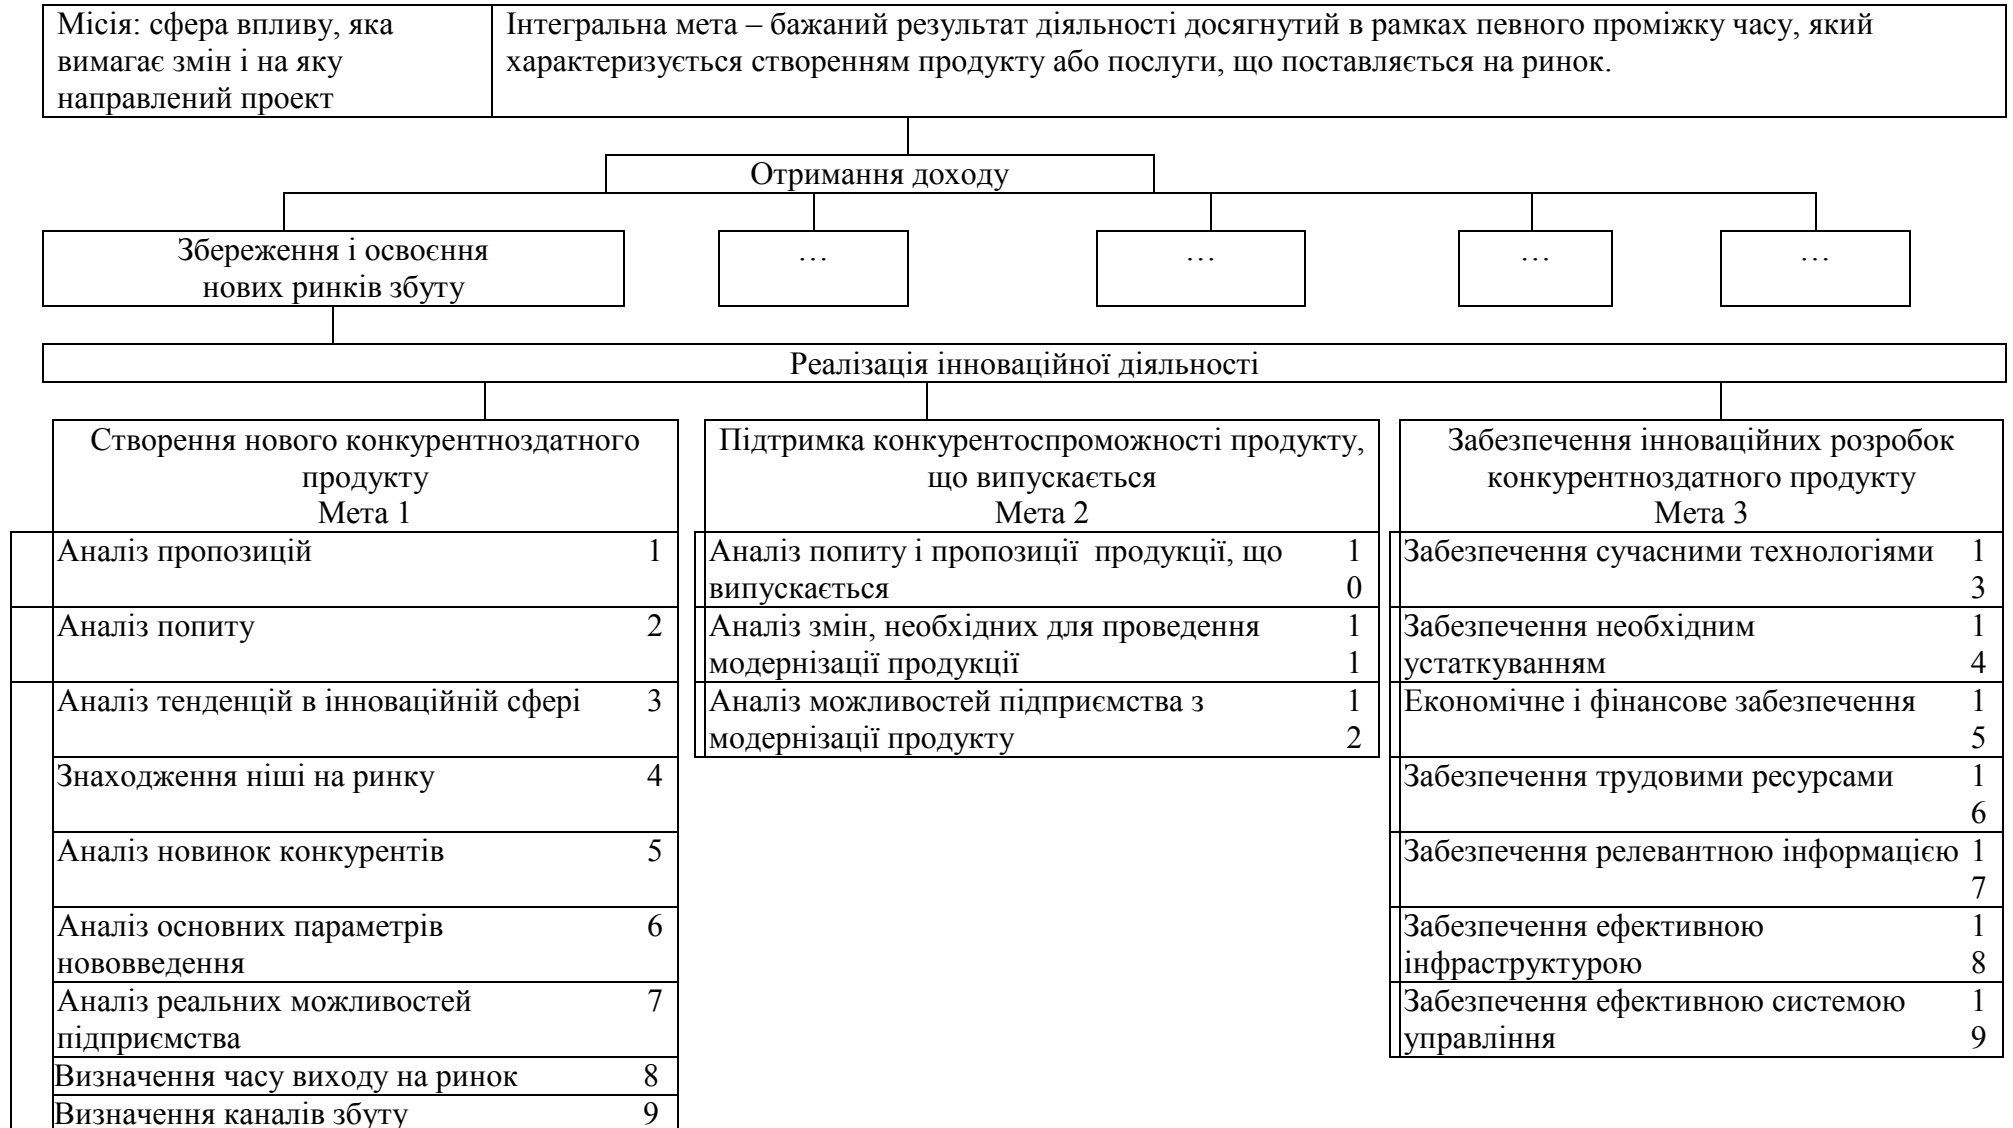 Місія: сфера впливу, яка
вимагає змін і на яку
направлений проект
Інтегральна мета – бажаний результат діяльності досягнутий в рамках певного проміжку часу, який
характеризується створенням продукту або послуги, що поставляється на ринок.
Отримання доходу
Збереження і освоєння
нових ринків збуту
…
…
…
…
Реалізація інноваційної діяльності
Створення нового конкурентноздатного
продукту
Мета 1
Аналіз пропозицій 1
Аналіз попиту 2
Аналіз тенденцій в інноваційній сфері 3
Знаходження ніші на ринку 4
Аналіз новинок конкурентів 5
Аналіз основних параметрів 6
нововведення
Аналіз реальних можливостей 7
підприємства
Визначення часу виходу на ринок 8
Визначення каналів збуту 9
Підтримка конкурентоспроможності продукту,
що випускається
Мета 2
Аналіз попиту і пропозиції продукції, що 1
випускається 0
Аналіз змін, необхідних для проведення 1
модернізації продукції 1
Аналіз можливостей підприємства з 1
модернізації продукту 2
Забезпечення інноваційних розробок
конкурентноздатного продукту
Мета 3
Забезпечення сучасними технологіями 1
3
Забезпечення необхідним 1
устаткуванням 4
Економічне і фінансове забезпечення 1
5
Забезпечення трудовими ресурсами 1
6
Забезпечення релевантною інформацією 1
7
Забезпечення ефективною 1
інфраструктурою 8
Забезпечення ефективною системою 1
управління 9